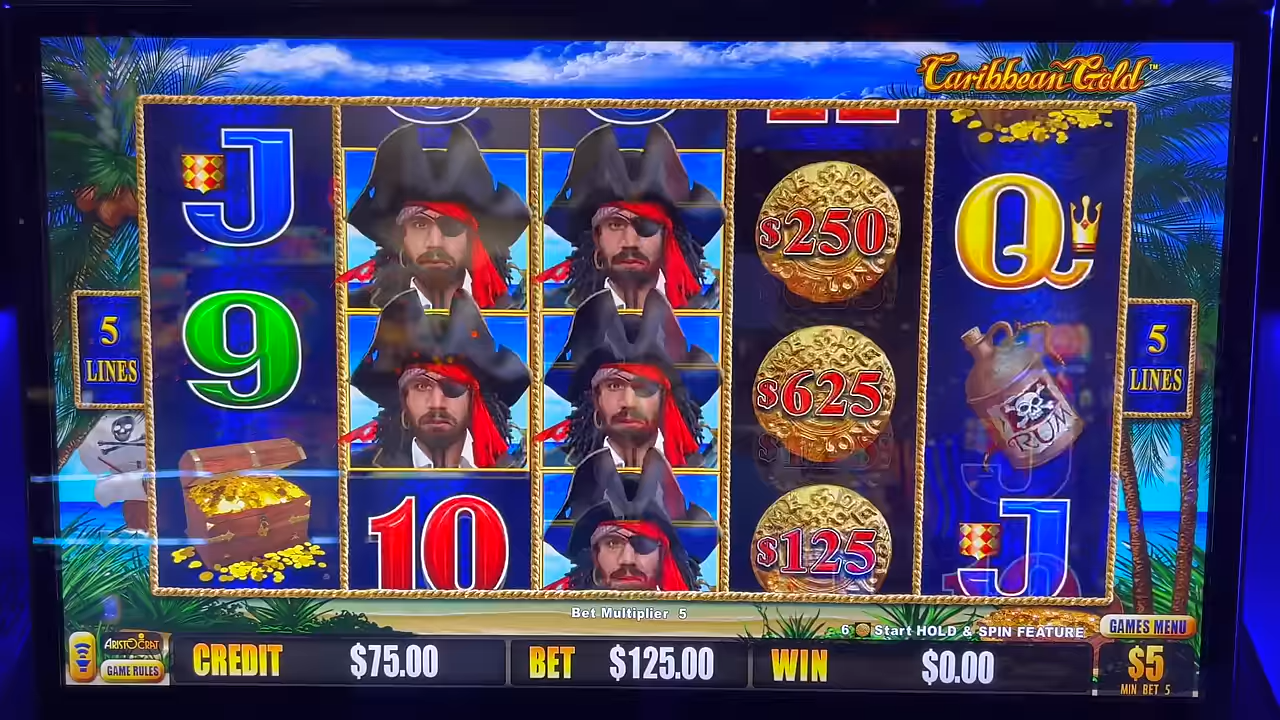 Caribbean Gold™
J
$250
Q
5
LINES
9
$625
RUM
5
LINES
10
$125
J
Bet Multiplier 5
6 Start HOLD & SPIN FEATURE
GAMES MENU
ARISTOCRAT
GAME RULES
CREDIT $75.00
BET $125.00
WIN $0.00
$5
MIN BET 5